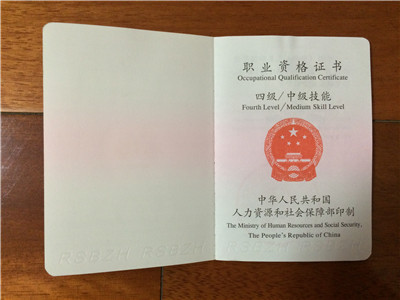 职业资格证书
Occupational Qualification Certificate
四级/中级技能
Fourth Level/Medium Skill Level
中华人民共和国
人力资源和社会保障部印制
The Ministry of Human Resources and Social Security,
The People's Republic of China